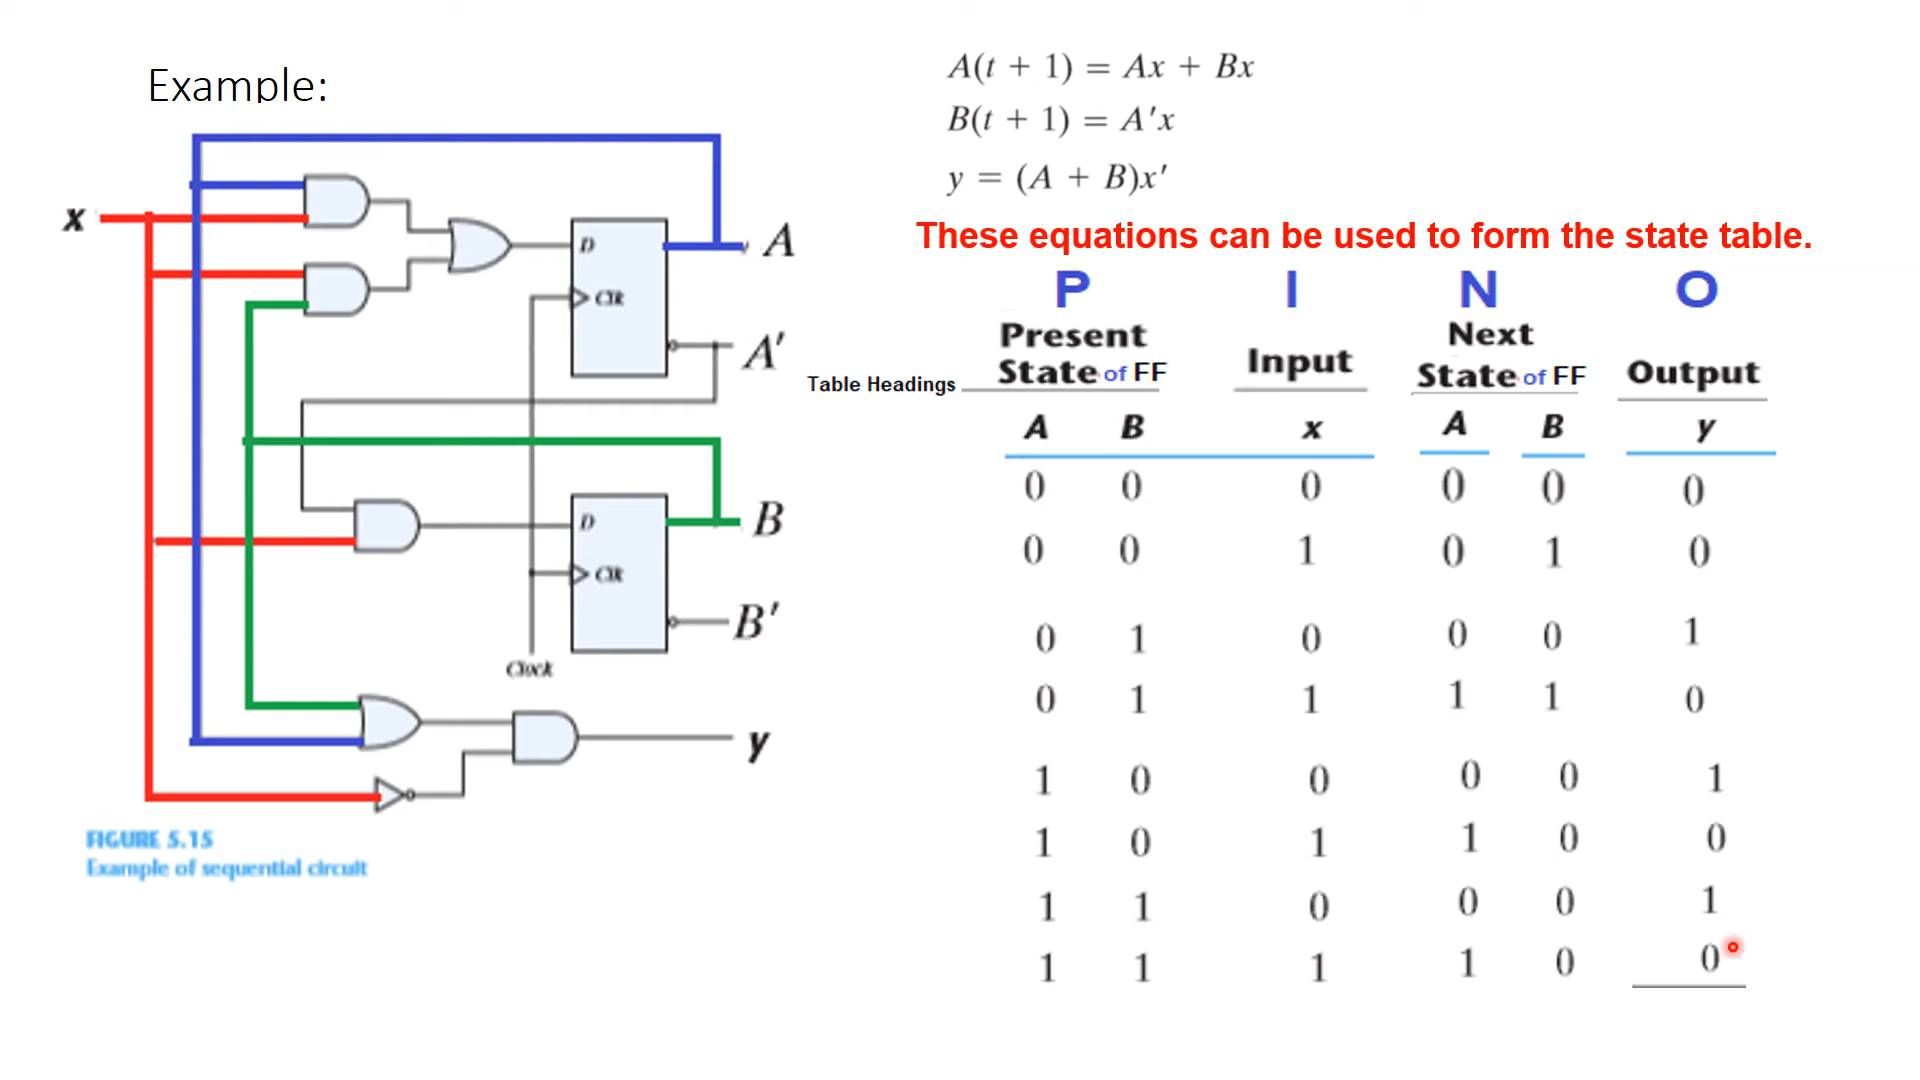 Example:
A(t + 1) = Ax + Bx
B(t + 1) = A'x
y = (A + B)x'
These equations can be used to form the state table.
x
D
Clk
A
A'
D
Clk
B
B'
Clock
y
FIGURE 5.15
Example of sequential circuit
P I N O
Table Headings
Present State of FF Input Next State of FF Output
A B x A B y
0 0 0 0 0 0
0 0 1 0 1 0
0 1 0 0 0 1
0 1 1 1 1 0
1 0 0 0 0 1
1 0 1 1 0 0
1 1 0 0 0 1
1 1 1 1 0 0